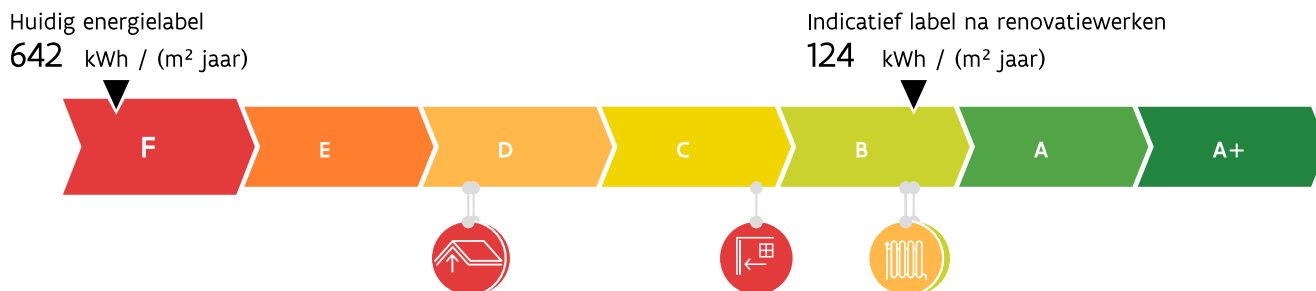 Huidig energielabel
642 kWh / (m² jaar)
Indicatief label na renovatiewerken
124 kWh / (m² jaar)
F E D C B A A+